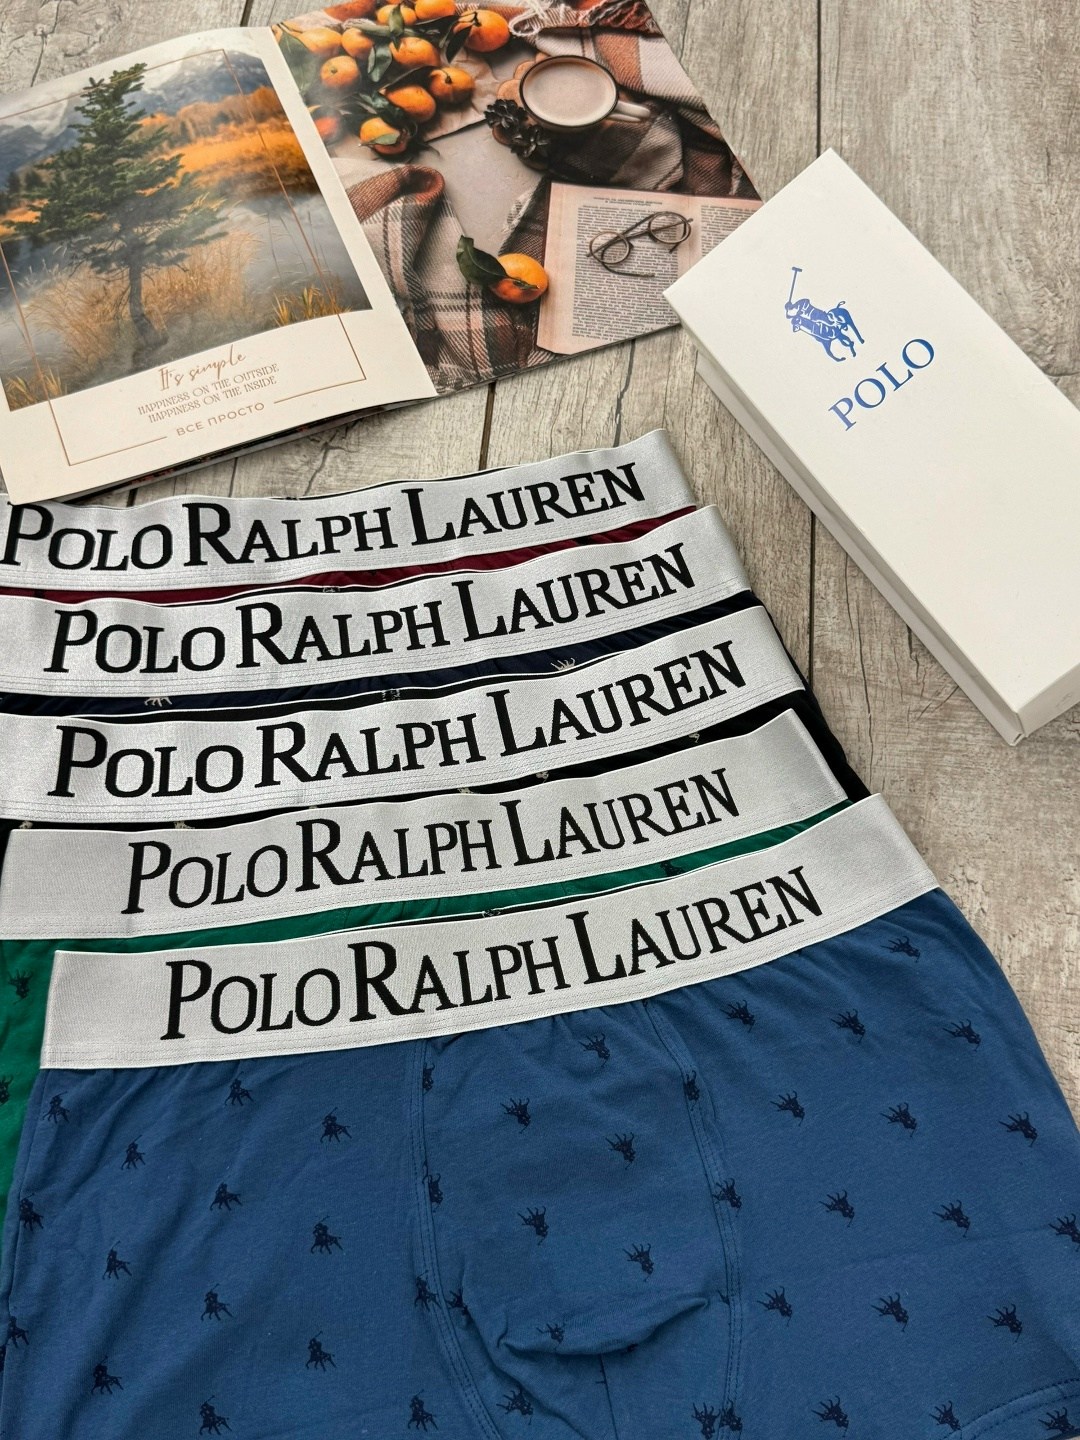 It's simple
HAPPINESS ON THE OUTSIDE
HAPPINESS ON THE INSIDE
ВСЕ ПРОСТО
POLO
POLO RALPH LAUREN
POLO RALPH LAUREN
POLO RALPH LAUREN
POLO RALPH LAUREN
POLO RALPH LAUREN